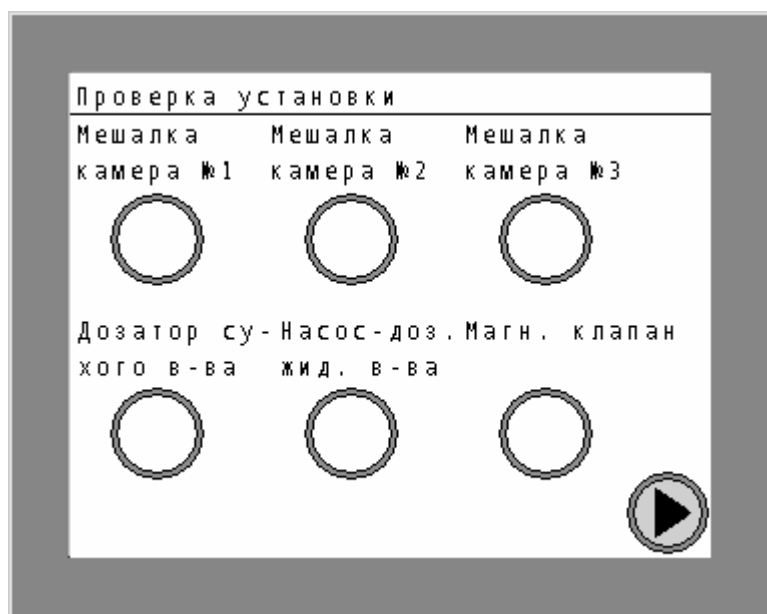 Проверка установки
Мешалка Мешалка Мешалка
камера №1 камера №2 камера №3
Дозатор су- Насос-доз. Магн. клапан
хого в-ва жид. в-ва